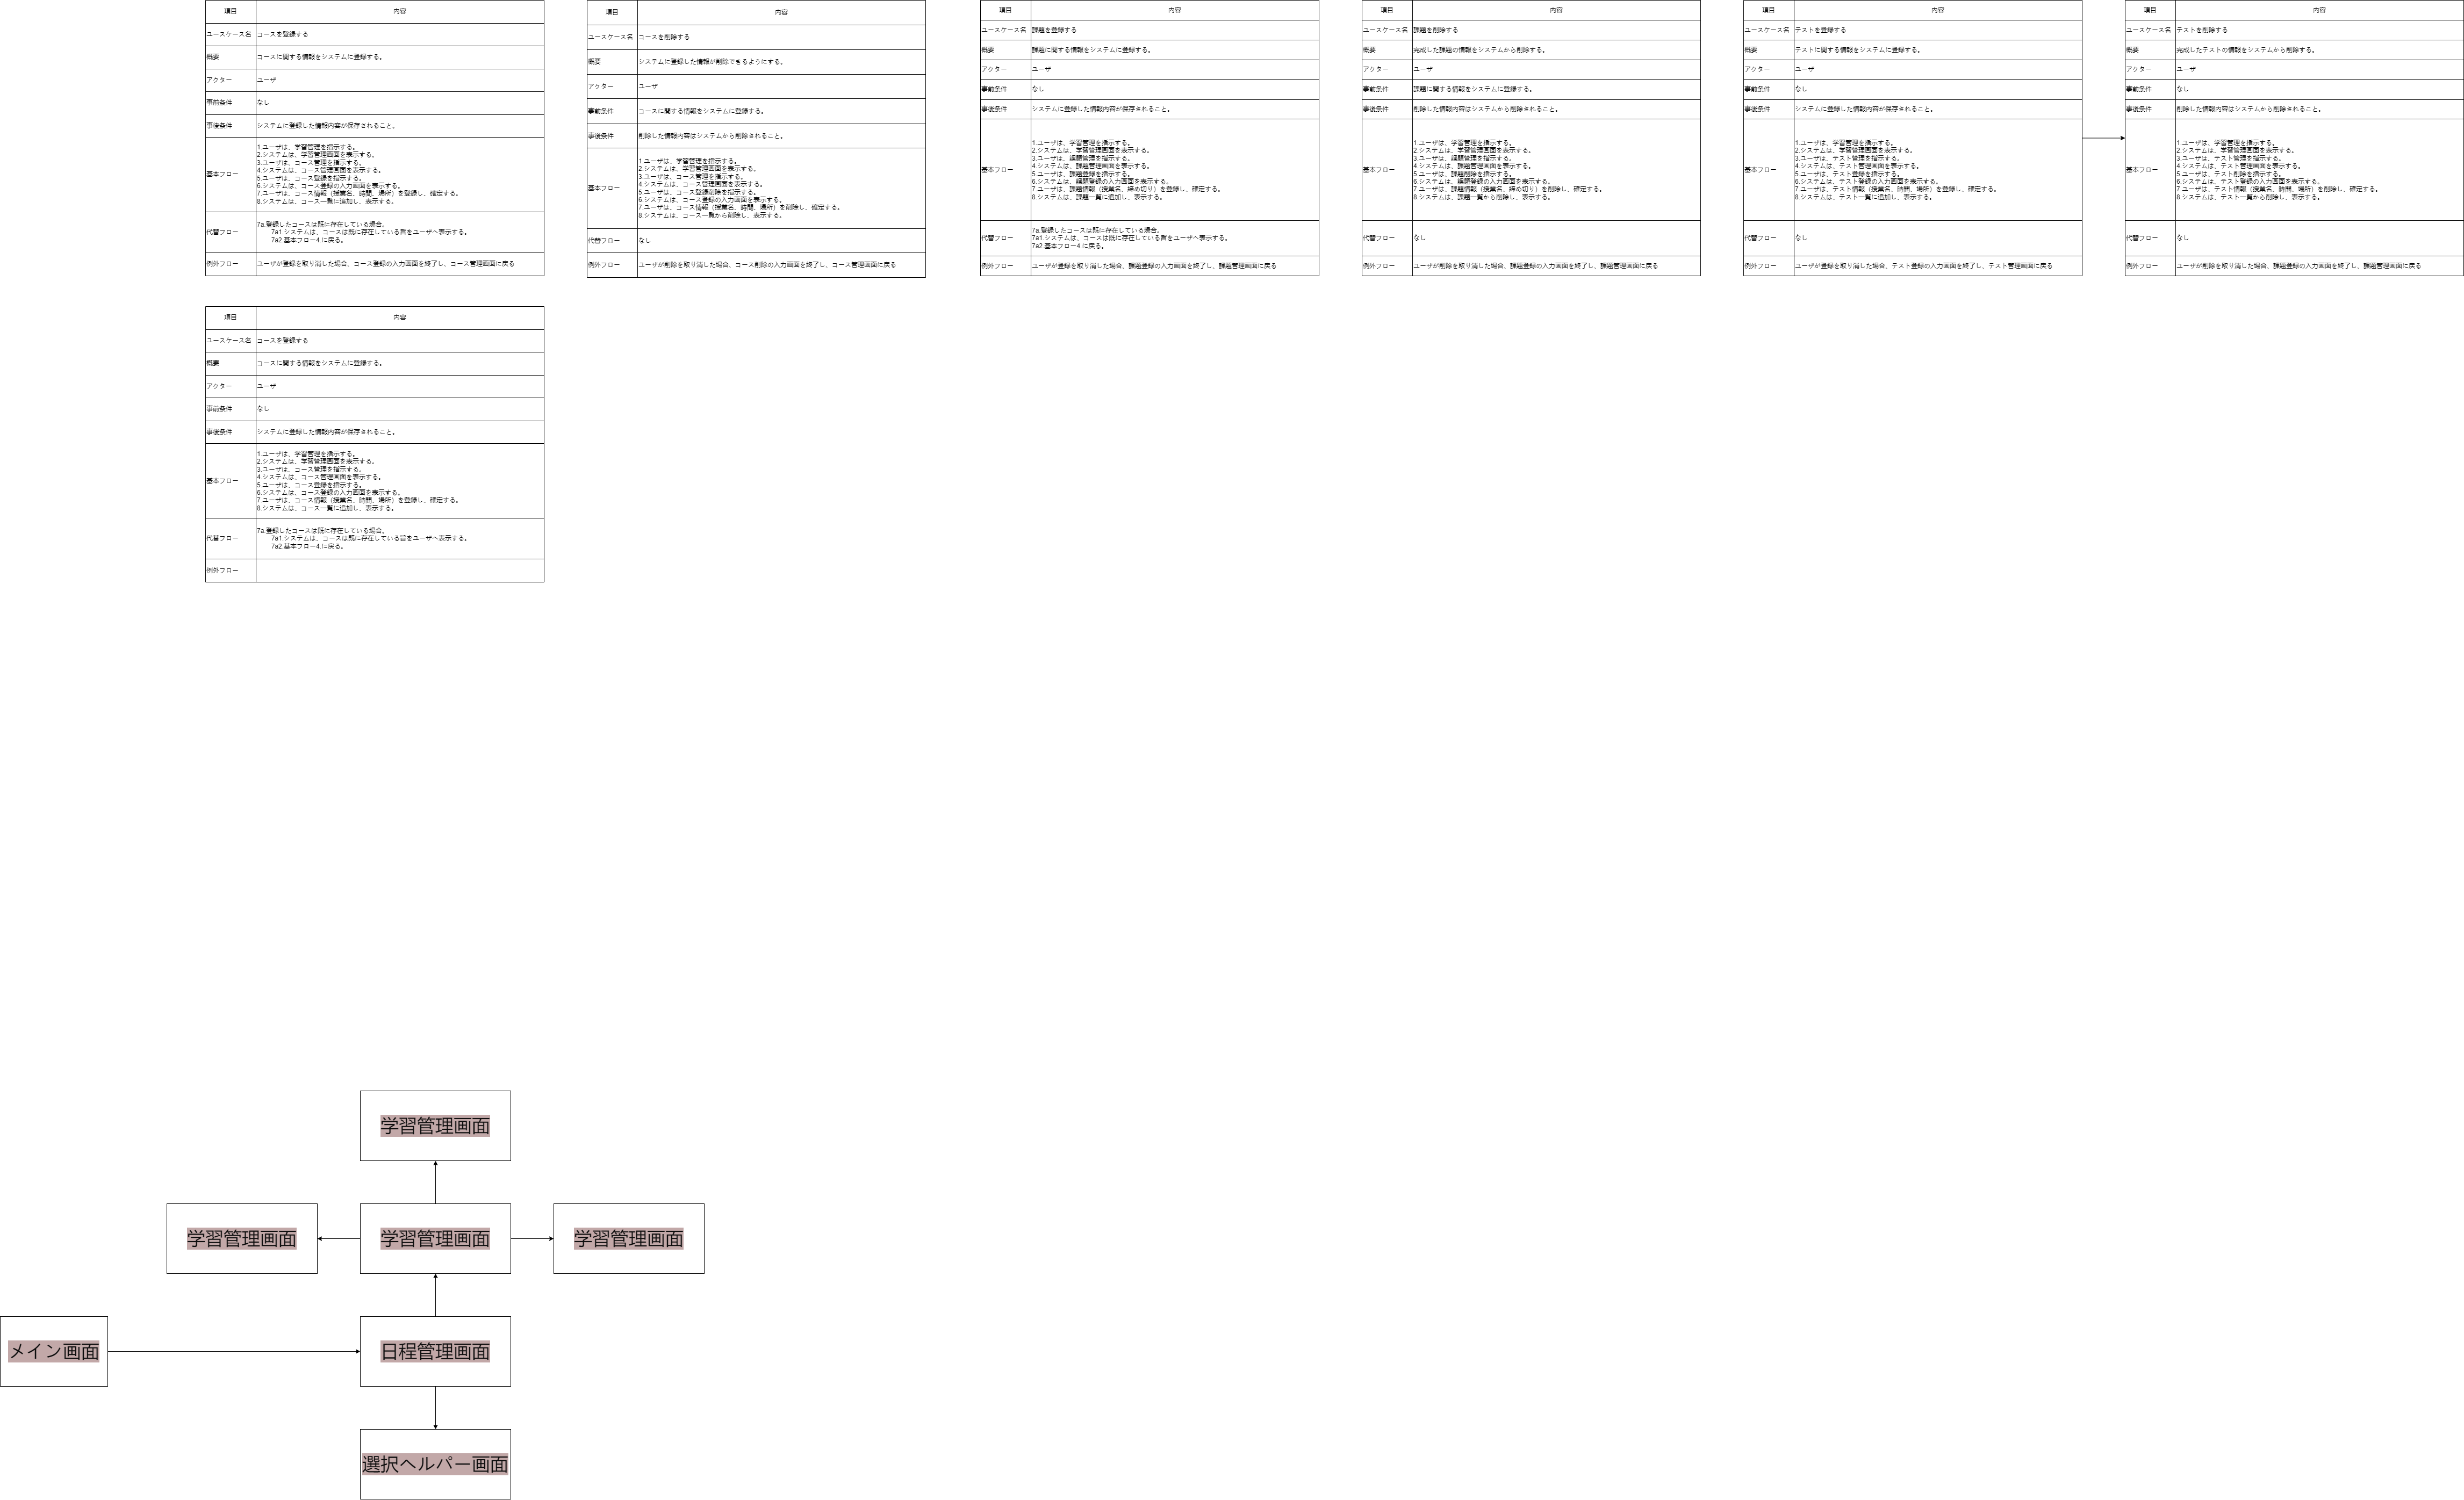 項目 内容
ユースケース名 コースを登録する
概要 コースに関する情報をシステムに登録する。
アクター ユーザ
事前条件 なし
事後条件 システムに登録した情報内容が保存されること。
基本フロー
1.ユーザは、学習管理を指示する。
2.システムは、学習管理画面を表示する。
3.ユーザは、コース管理を指示する。
4.システムは、コース管理画面を表示する。
5.ユーザは、コース登録を指示する。
6.システムは、コース登録の入力画面を表示する。
7.ユーザは、コース情報（授業名、時間、場所）を登録し、確定する。
8.システムは、コース一覧に追加し、表示する。
代替フロー
7a.登録したコースは既に存在している場合。
7a1.システムは、コースは既に存在している旨をユーザへ表示する。
7a2.基本フロー4.に戻る。
例外フロー ユーザが登録を取り消した場合、コース登録の入力画面を終了し、コース管理画面に戻る
項目 内容
ユースケース名 コースを削除する
概要 システムに登録した情報が削除できるようにする。
アクター ユーザ
事前条件 コースに関する情報をシステムに登録する。
事後条件 削除した情報内容はシステムから削除されること。
基本フロー
1.ユーザは、学習管理を指示する。
2.システムは、学習管理画面を表示する。
3.ユーザは、コース管理を指示する。
4.システムは、コース管理画面を表示する。
5.ユーザは、コース登録削除を指示する。
6.システムは、コース登録の入力画面を表示する。
7.ユーザは、コース情報（授業名、時間、場所）を削除し、確定する。
8.システムは、コース一覧から削除し、表示する。
代替フロー なし
例外フロー ユーザが削除を取り消した場合、コース削除の入力画面を終了し、コース管理画面に戻る
項目 内容
ユースケース名 課題を登録する
概要 課題に関する情報をシステムに登録する。
アクター ユーザ
事前条件 なし
事後条件 システムに登録した情報内容が保存されること。
基本フロー
1.ユーザは、学習管理を指示する。
2.システムは、学習管理画面を表示する。
3.ユーザは、課題管理を指示する。
4.システムは、課題管理画面を表示する。
5.ユーザは、課題登録を指示する。
6.システムは、課題登録の入力画面を表示する。
7.ユーザは、課題情報（授業名、締め切り）を登録し、確定する。
8.システムは、課題一覧に追加し、表示する。
代替フロー
7a.登録したコースは既に存在している場合。
7a1.システムは、コースは既に存在している旨をユーザへ表示する。
7a2.基本フロー4.に戻る。
例外フロー ユーザが登録を取り消した場合、課題登録の入力画面を終了し、課題管理画面に戻る
項目 内容
ユースケース名 課題を削除する
概要 完成した課題の情報をシステムから削除する。
アクター ユーザ
事前条件 課題に関する情報をシステムに登録する。
事後条件 削除した情報内容はシステムから削除されること。
基本フロー
1.ユーザは、学習管理を指示する。
2.システムは、学習管理画面を表示する。
3.ユーザは、課題管理を指示する。
4.システムは、課題管理画面を表示する。
5.ユーザは、課題削除を指示する。
6.システムは、課題登録の入力画面を表示する。
7.ユーザは、課題情報（授業名、締め切り）を削除し、確定する。
8.システムは、課題一覧から削除し、表示する。
代替フロー なし
例外フロー ユーザが削除を取り消した場合、課題登録の入力画面を終了し、課題管理画面に戻る
項目 内容
ユースケース名 テストを登録する
概要 テストに関する情報をシステムに登録する。
アクター ユーザ
事前条件 なし
事後条件 システムに登録した情報内容が保存されること。
基本フロー
1.ユーザは、学習管理を指示する。
2.システムは、学習管理画面を表示する。
3.ユーザは、テスト管理を指示する。
4.システムは、テスト管理画面を表示する。
5.ユーザは、テスト登録を指示する。
6.システムは、テスト登録の入力画面を表示する。
7.ユーザは、テスト情報（授業名、時間、場所）を登録し、確定する。
8.システムは、テスト一覧に追加し、表示する。
代替フロー なし
例外フロー ユーザが登録を取り消した場合、テスト登録の入力画面を終了し、テスト管理画面に戻る
項目 内容
ユースケース名 テストを削除する
概要 完成したテストの情報をシステムから削除する。
アクター ユーザ
事前条件 なし
事後条件 削除した情報内容はシステムから削除されること。
基本フロー
1.ユーザは、学習管理を指示する。
2.システムは、学習管理画面を表示する。
3.ユーザは、テスト管理を指示する。
4.システムは、テスト管理画面を表示する。
5.ユーザは、テスト削除を指示する。
6.システムは、テスト登録の入力画面を表示する。
7.ユーザは、テスト情報（授業名、時間、場所）を削除し、確定する。
8.システムは、テスト一覧から削除し、表示する。
代替フロー なし
例外フロー ユーザが削除を取り消した場合、課題登録の入力画面を終了し、課題管理画面に戻る
項目 内容
ユースケース名 コースを登録する
概要 コースに関する情報をシステムに登録する。
アクター ユーザ
事前条件 なし
事後条件 システムに登録した情報内容が保存されること。
基本フロー
1.ユーザは、学習管理を指示する。
2.システムは、学習管理画面を表示する。
3.ユーザは、コース管理を指示する。
4.システムは、コース管理画面を表示する。
5.ユーザは、コース登録を指示する。
6.システムは、コース登録の入力画面を表示する。
7.ユーザは、コース情報（授業名、時間、場所）を登録し、確定する。
8.システムは、コース一覧に追加し、表示する。
代替フロー
7a.登録したコースは既に存在している場合。
7a1.システムは、コースは既に存在している旨をユーザへ表示する。
7a2.基本フロー4.に戻る。
例外フロー
学習管理画面
学習管理画面 学習管理画面 学習管理画面
メイン画面 日程管理画面
選択ヘルパー画面